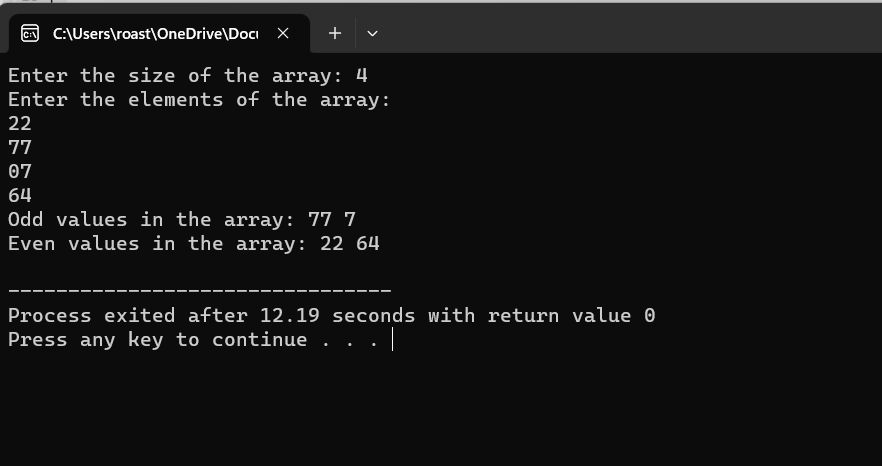 C:\Users\roast\OneDrive\Docu
Enter the size of the array: 4
Enter the elements of the array:
22
77
07
64
Odd values in the array: 77 7
Even values in the array: 22 64
--------------------------------
Process exited after 12.19 seconds with return value 0
Press any key to continue . . .